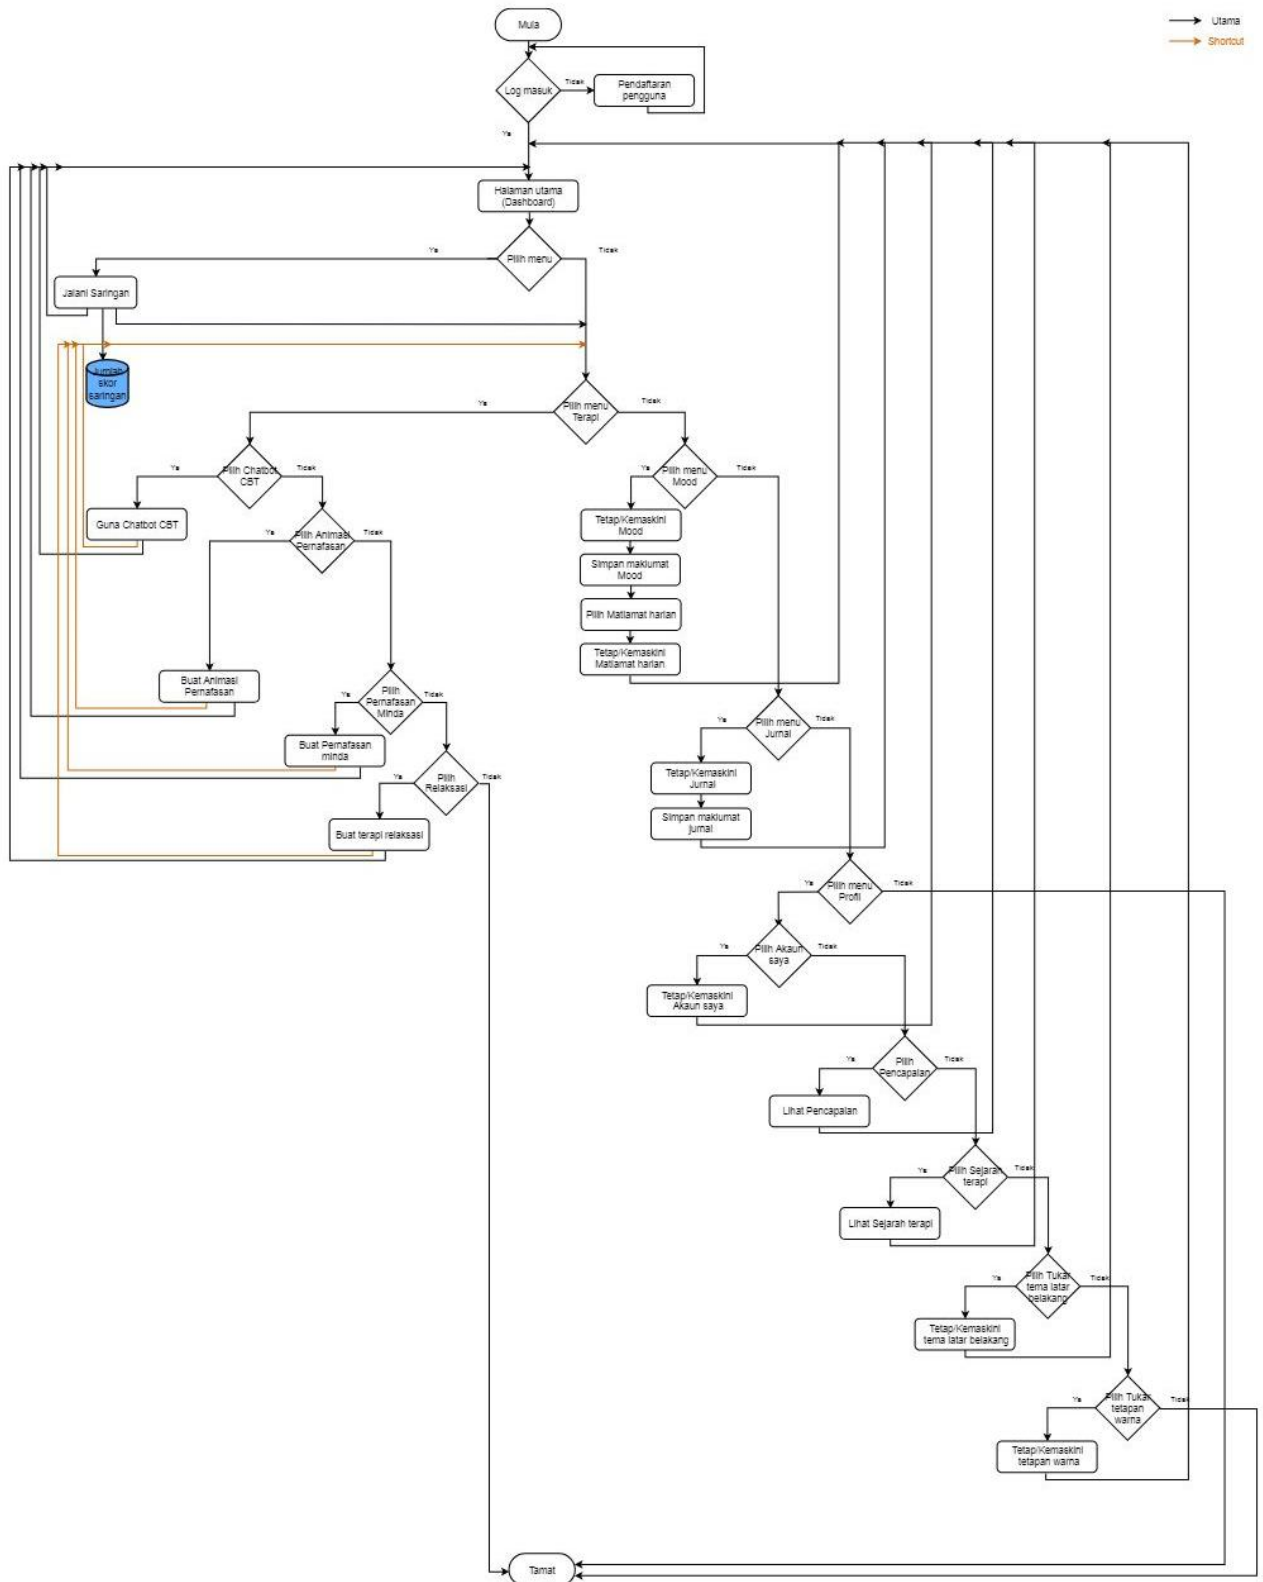 Mula
Utama
Shortcut
Log masuk
Tidak
Pendaftaran
pengguna
Ya
Halaman utama
(Dashboard)
Ya
Pilih menu
Tidak
Jalani Saringan
Jumlah
skor
saringan
Ya
Pilih menu
Terapi
Tidak
Ya
Pilih Chatbot
CBT
Tidak
Ya
Pilih menu
Mood
Tidak
Guna Chatbot CBT
Ya
Pilih Animasi
Pernafasan
Tidak
Tetap/Kemaskini
Mood
Simpan maklumat
Mood
Pilih Matlamat harian
Tetap/Kemaskini
Matlamat harian
Buat Animasi
Pernafasan
Ya
Pilih
Pernafasan
Minda
Tidak
Buat Pernafasan
minda
Ya
Pilih
Relaksasi
Tidak
Buat terapi relaksasi
Ya
Pilih menu
Jurnal
Tidak
Tetap/Kemaskini
Jurnal
Simpan maklumat
jurnal
Ya
Pilih menu
Profil
Tidak
Ya
Pilih Akaun
saya
Tidak
Tetap/Kemaskini
Akaun saya
Ya
Pilih
Pencapaian
Tidak
Lihat Pencapaian
Ya
Pilih Sejarah
terapi
Tidak
Lihat Sejarah terapi
Ya
Pilih Tukar
tema latar
belakang
Tidak
Tetap/Kemaskini
tema latar belakang
Ya
Pilih Tukar
tetapan
warna
Tidak
Tetap/Kemaskini
tetapan warna
Tamat